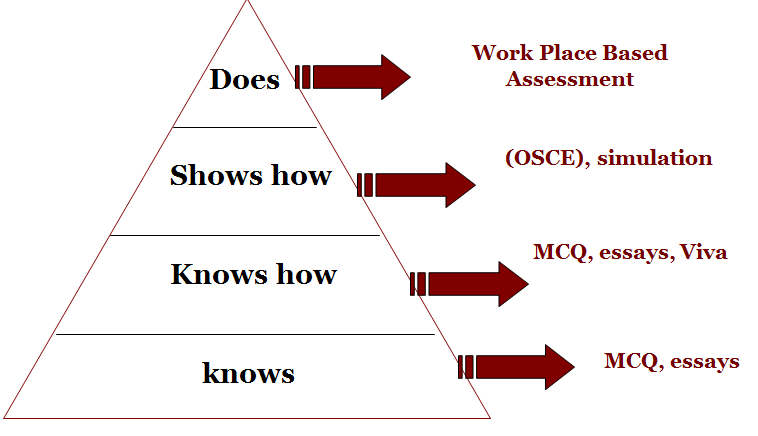 Does
Work Place Based
Assessment
Shows how
(OSCE), simulation
Knows how
MCQ, essays, Viva
knows
MCQ, essays